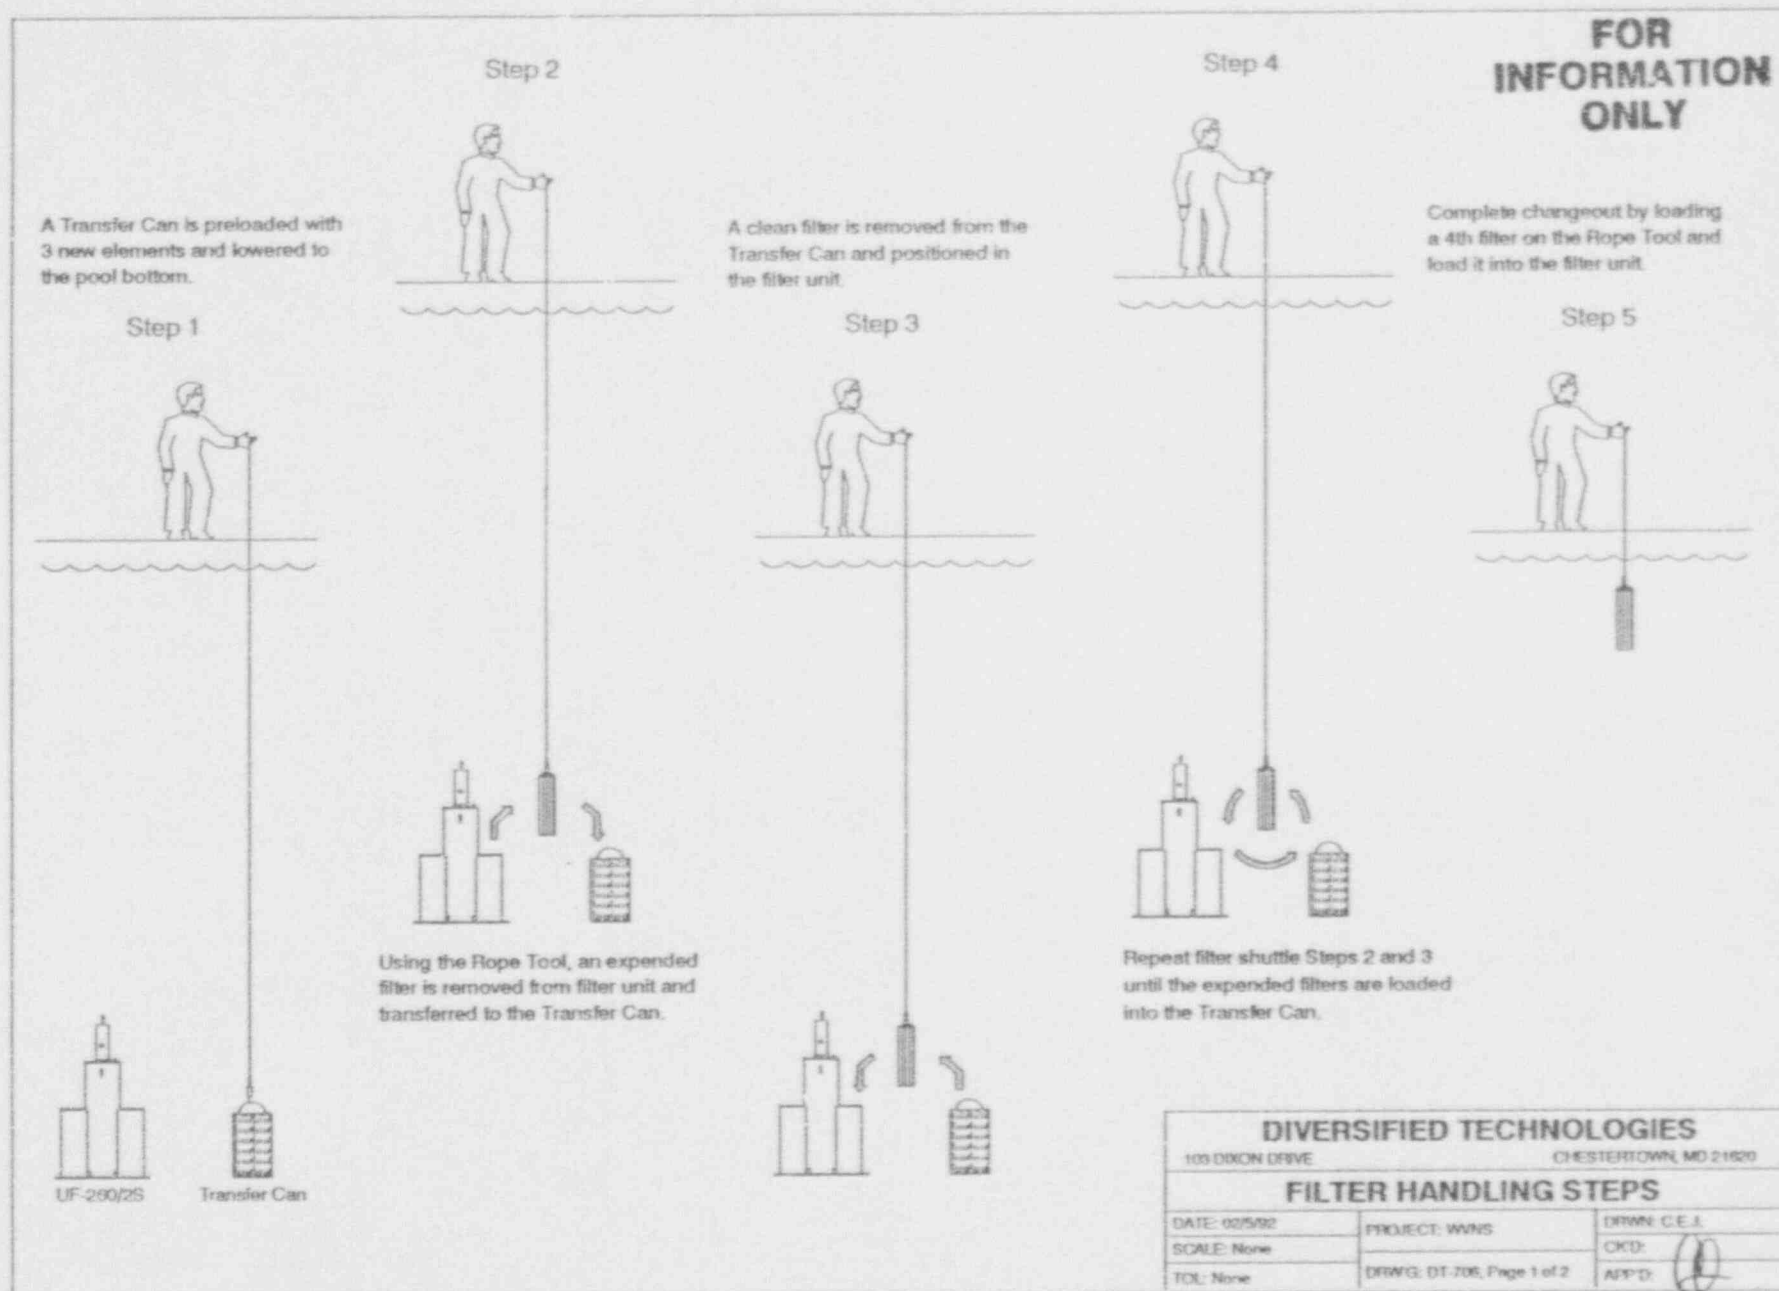 FOR
INFORMATION
ONLY
A Transfer Can is preloaded with
3 new elements and lowered to
the pool bottom.
Step 1
UF-260/2S
Transfer Can
Step 2
Using the Rope Tool, an expended
filter is removed from filter unit and
transferred to the Transfer Can.
A clean filter is removed from the
Transfer Can and positioned in
the filter unit.
Step 3
Step 4
Repeat filter shuttle Steps 2 and 3
until the expended filters are loaded
into the Transfer Can.
Complete changeout by loading
a 4th filter on the Rope Tool and
load it into the filter unit.
Step 5
DIVERSIFIED TECHNOLOGIES
103 DIXON DRIVE CHESTERTOWN, MD 21620
FILTER HANDLING STEPS
DATE: 02/5/92
SCALE: None
TOL: None
PROJECT: WVNS
DRW'G: DT-706, Page 1 of 2
DRWN: C.E.J.
CK'D:
APP'D: